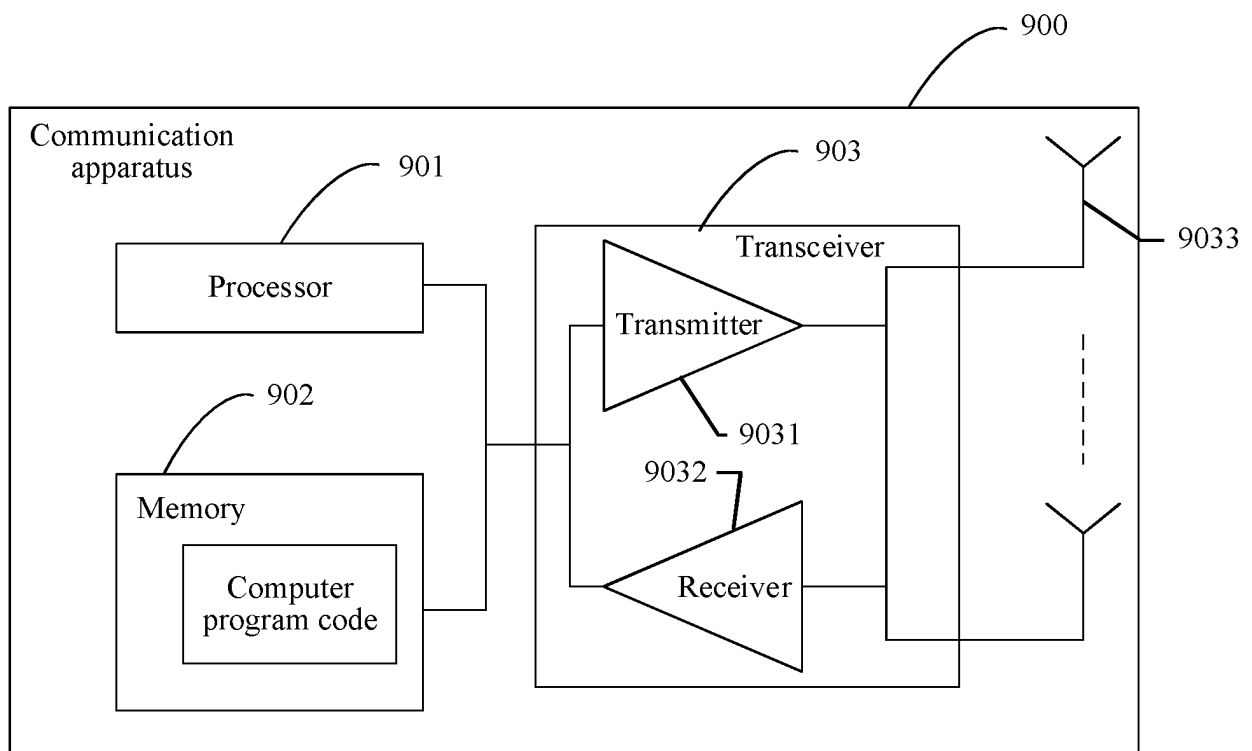 900
Communication
apparatus
901
903
Processor
Transceiver
9033
Transmitter
902
9031
9032
Memory
Computer
program code
Receiver